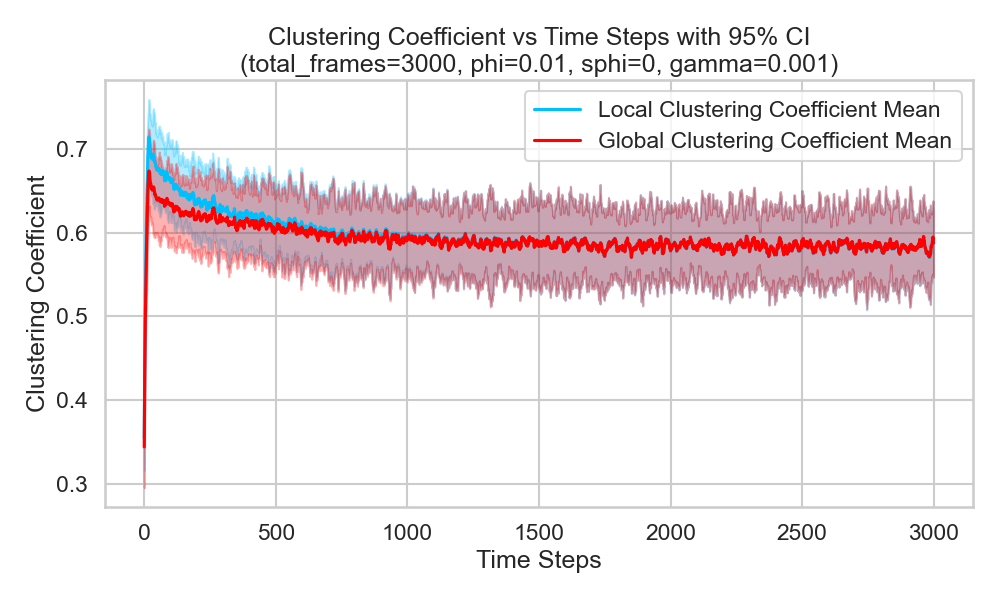 Clustering Coefficient vs Time Steps with 95% CI
(total_frames=3000, phi=0.01, sphi=0, gamma=0.001)
Local Clustering Coefficient Mean
Global Clustering Coefficient Mean
Clustering Coefficient
0.7
0.6
0.5
0.4
0.3
0 500 1000 1500 2000 2500 3000
Time Steps